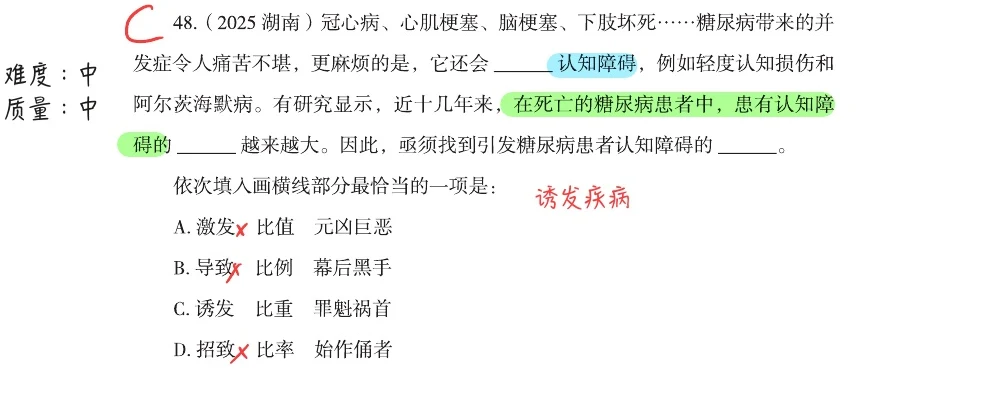 C 48.（2025 湖南）冠心病、心肌梗塞、脑梗塞、下肢坏死……糖尿病带来的并
难度：中 发症令人痛苦不堪，更麻烦的是，它还会 ______ 认知障碍，例如轻度认知损伤和
质量：中 阿尔茨海默病。有研究显示，近十几年来，在死亡的糖尿病患者中，患有认知障
碍的 ______ 越来越大。因此，亟须找到引发糖尿病患者认知障碍的 ______。
依次填入画横线部分最恰当的一项是：
诱发疾病
A. 激发× 比值 元凶巨恶
B. 导致× 比例 幕后黑手
C. 诱发 比重 罪魁祸首
D. 招致× 比率 始作俑者